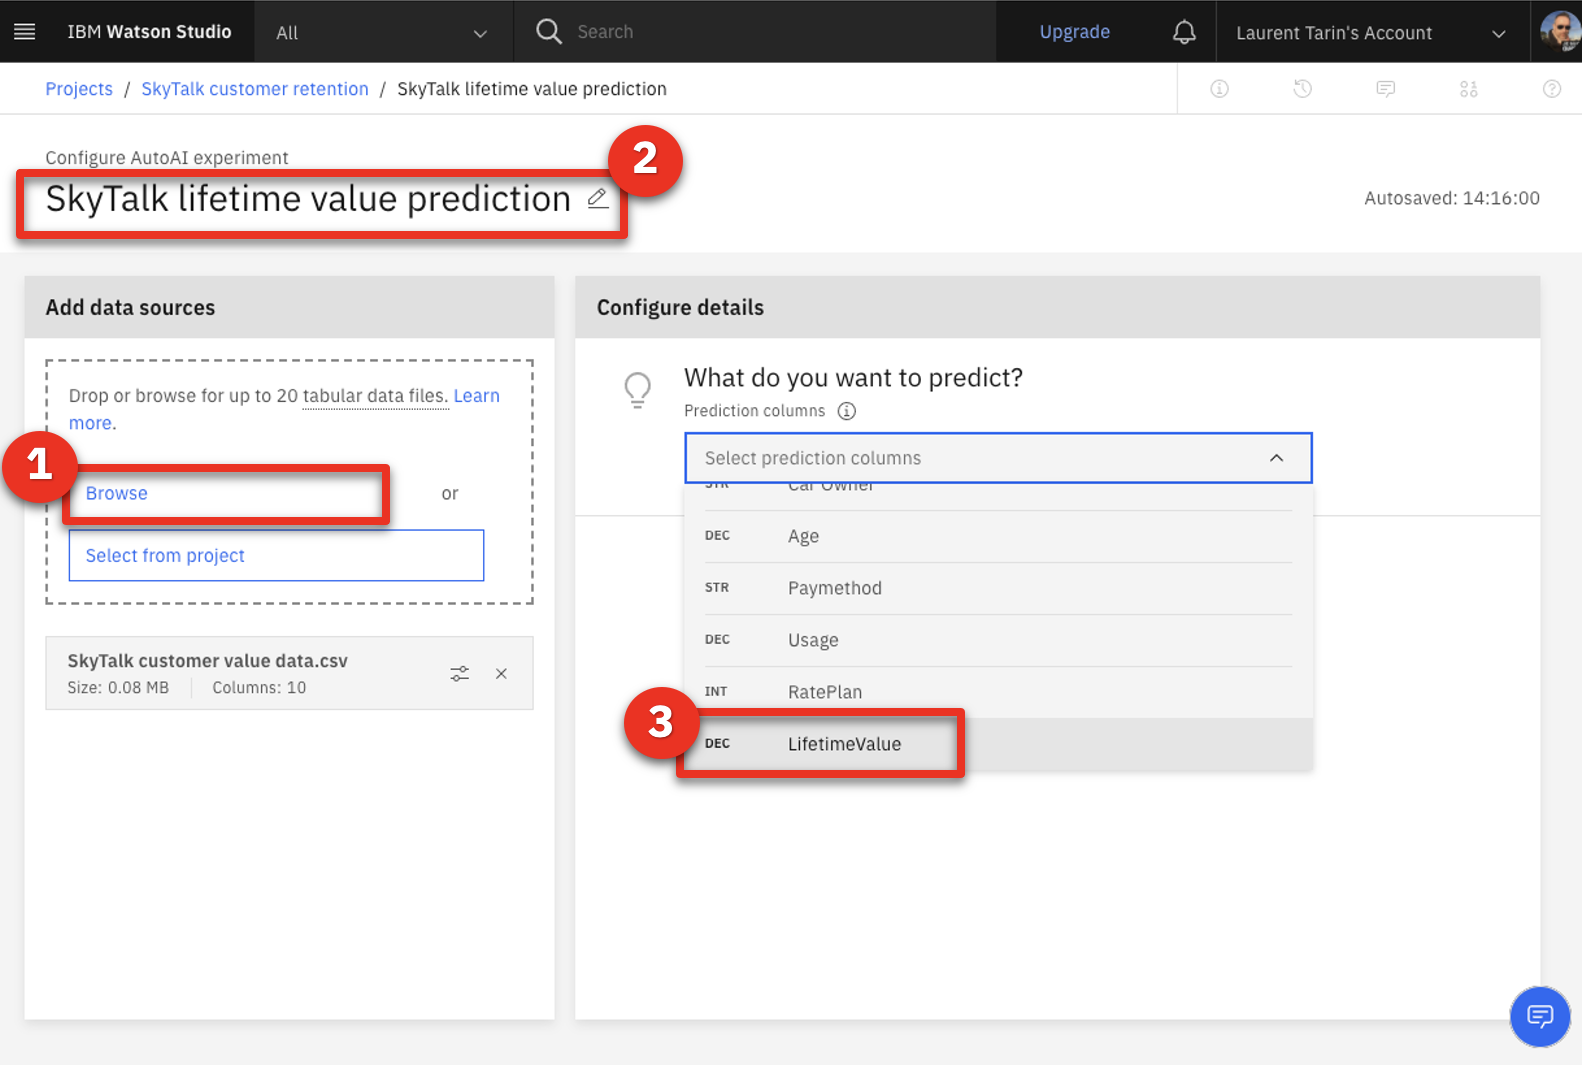 IBM Watson Studio
All
Search
Upgrade
Laurent Tarin's Account
Projects / SkyTalk customer retention / SkyTalk lifetime value prediction
Configure AutoAI experiment
2
SkyTalk lifetime value prediction
Autosaved: 14:16:00
Add data sources
Drop or browse for up to 20 tabular data files. Learn
more.
1
Browse
or
Select from project
SkyTalk customer value data.csv
Size: 0.08 MB
Columns: 10
Configure details
What do you want to predict?
Prediction columns
Select prediction columns
STR Car Owner
DEC Age
STR Paymethod
DEC Usage
INT RatePlan
3
DEC LifetimeValue